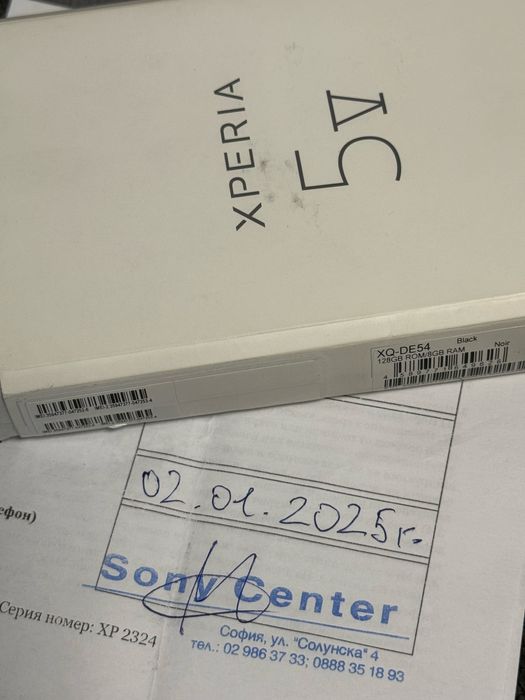 XPERIA
5 V
XQ-DE54
Black
Noir
128GB ROM/8GB RAM
02.01.2025г.
ефон)
Sony Center
Серия номер: XP 2324
София, ул. "Солунска" 4
тел.: 02 986 37 33; 0888 35 18 93